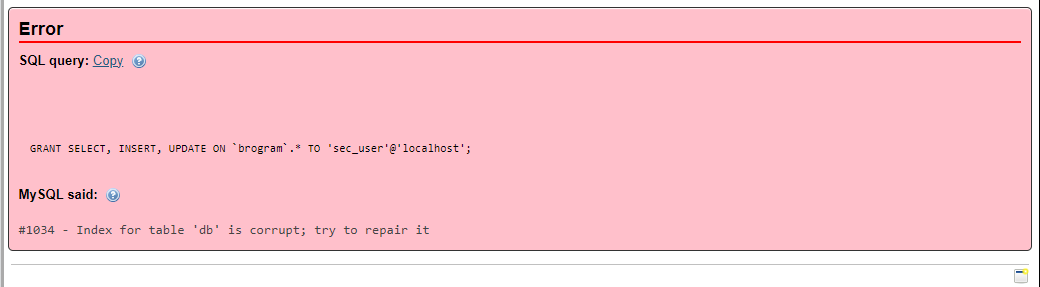 Error
SQL query: Copy
GRANT SELECT, INSERT, UPDATE ON `brogram`.* TO 'sec_user'@'localhost';
MySQL said:
#1034 - Index for table 'db' is corrupt; try to repair it